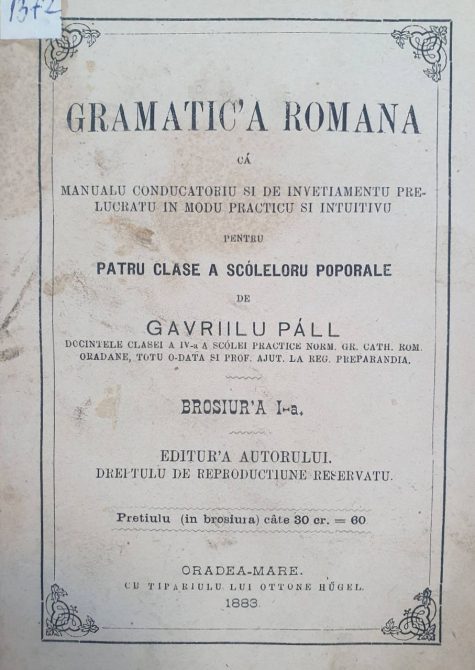 1372
GRAMATIC'A ROMANA
CÁ
MANUALU CONDUCATORIU SI DE INVETIAMENTU PRE-
LUCRATU IN MODU PRACTICU SI INTUITIVU
PENTRU
PATRU CLASE A SCÓLELORU POPORALE
DE
GAVRIILU PÁLL
DOCINTELE CLASEI A IV-a A SCÓLEI PRACTICE NORM. GR. CATH. ROM.
ORADANE, TOTU O-DATA SI PROF. AJUT. LA REG. PREPARANDIA.
BROSIUR'A I-a.
EDITUR'A AUTORULUI.
DREPTULU DE REPRODUCTIUNE RESERVATU.
Pretiulu (in brosiura) câte 30 cr. = 60
ORADEA-MARE.
CU TIPARIULU LUI OTTONE HÜGEL.
1883.